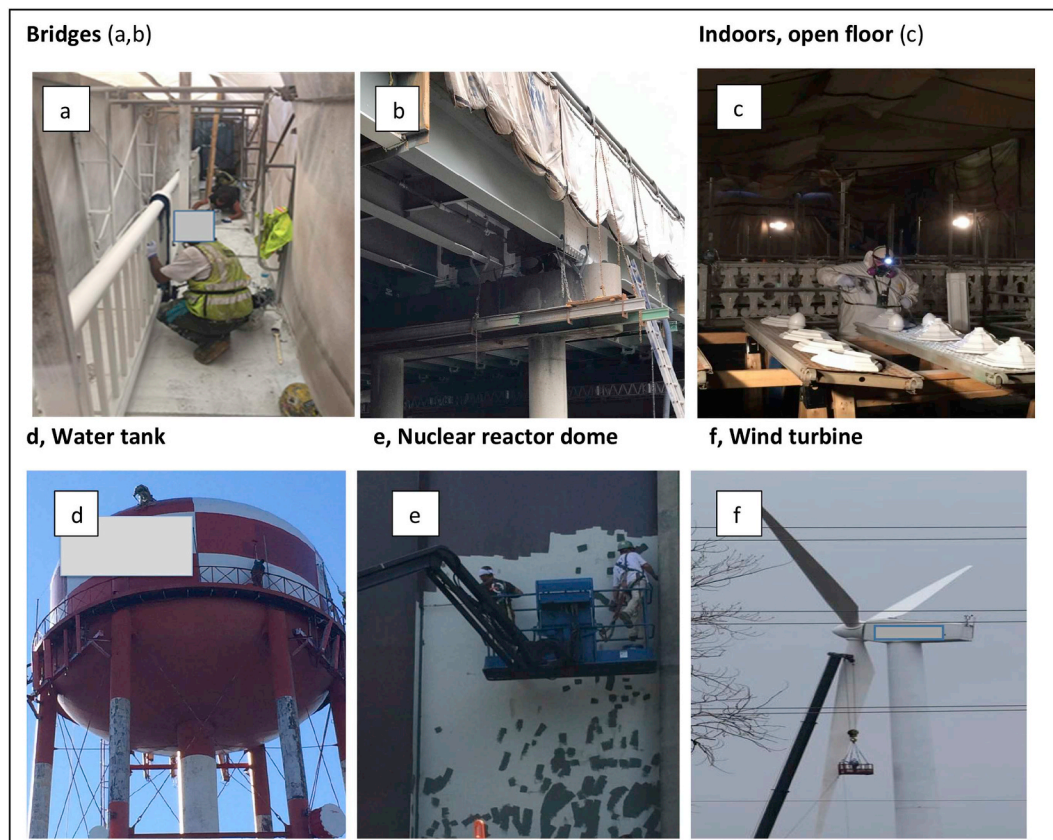 Bridges (a,b)
Indoors, open floor (c)
a
b
c
d, Water tank
e, Nuclear reactor dome
f, Wind turbine
d
e
f